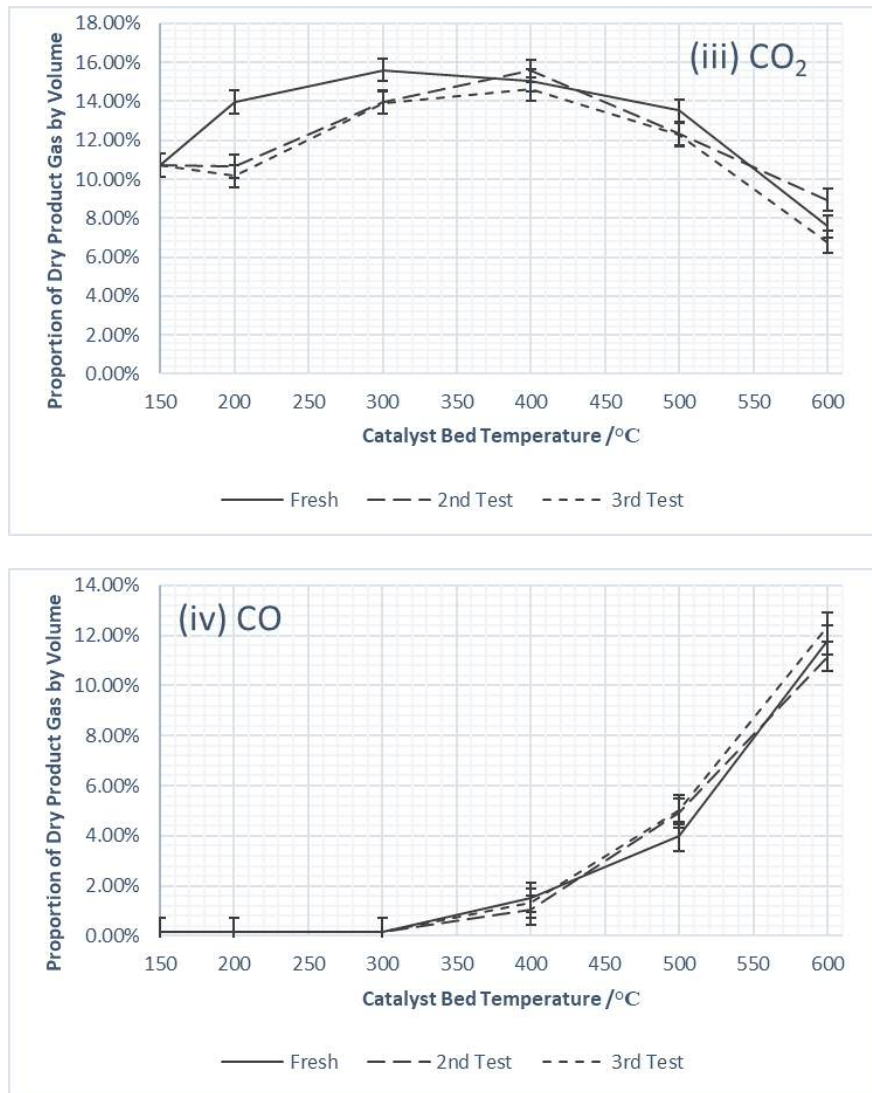 18.00%
16.00%
14.00%
12.00%
10.00%
8.00%
6.00%
4.00%
2.00%
0.00%
Proportion of Dry Product Gas by Volume
(iii) CO₂
150 200 250 300 350 400 450 500 550 600
Catalyst Bed Temperature /°C
Fresh 2nd Test 3rd Test
14.00%
12.00%
10.00%
8.00%
6.00%
4.00%
2.00%
0.00%
Proportion of Dry Product Gas by Volume
(iv) CO
150 200 250 300 350 400 450 500 550 600
Catalyst Bed Temperature /°C
Fresh 2nd Test 3rd Test